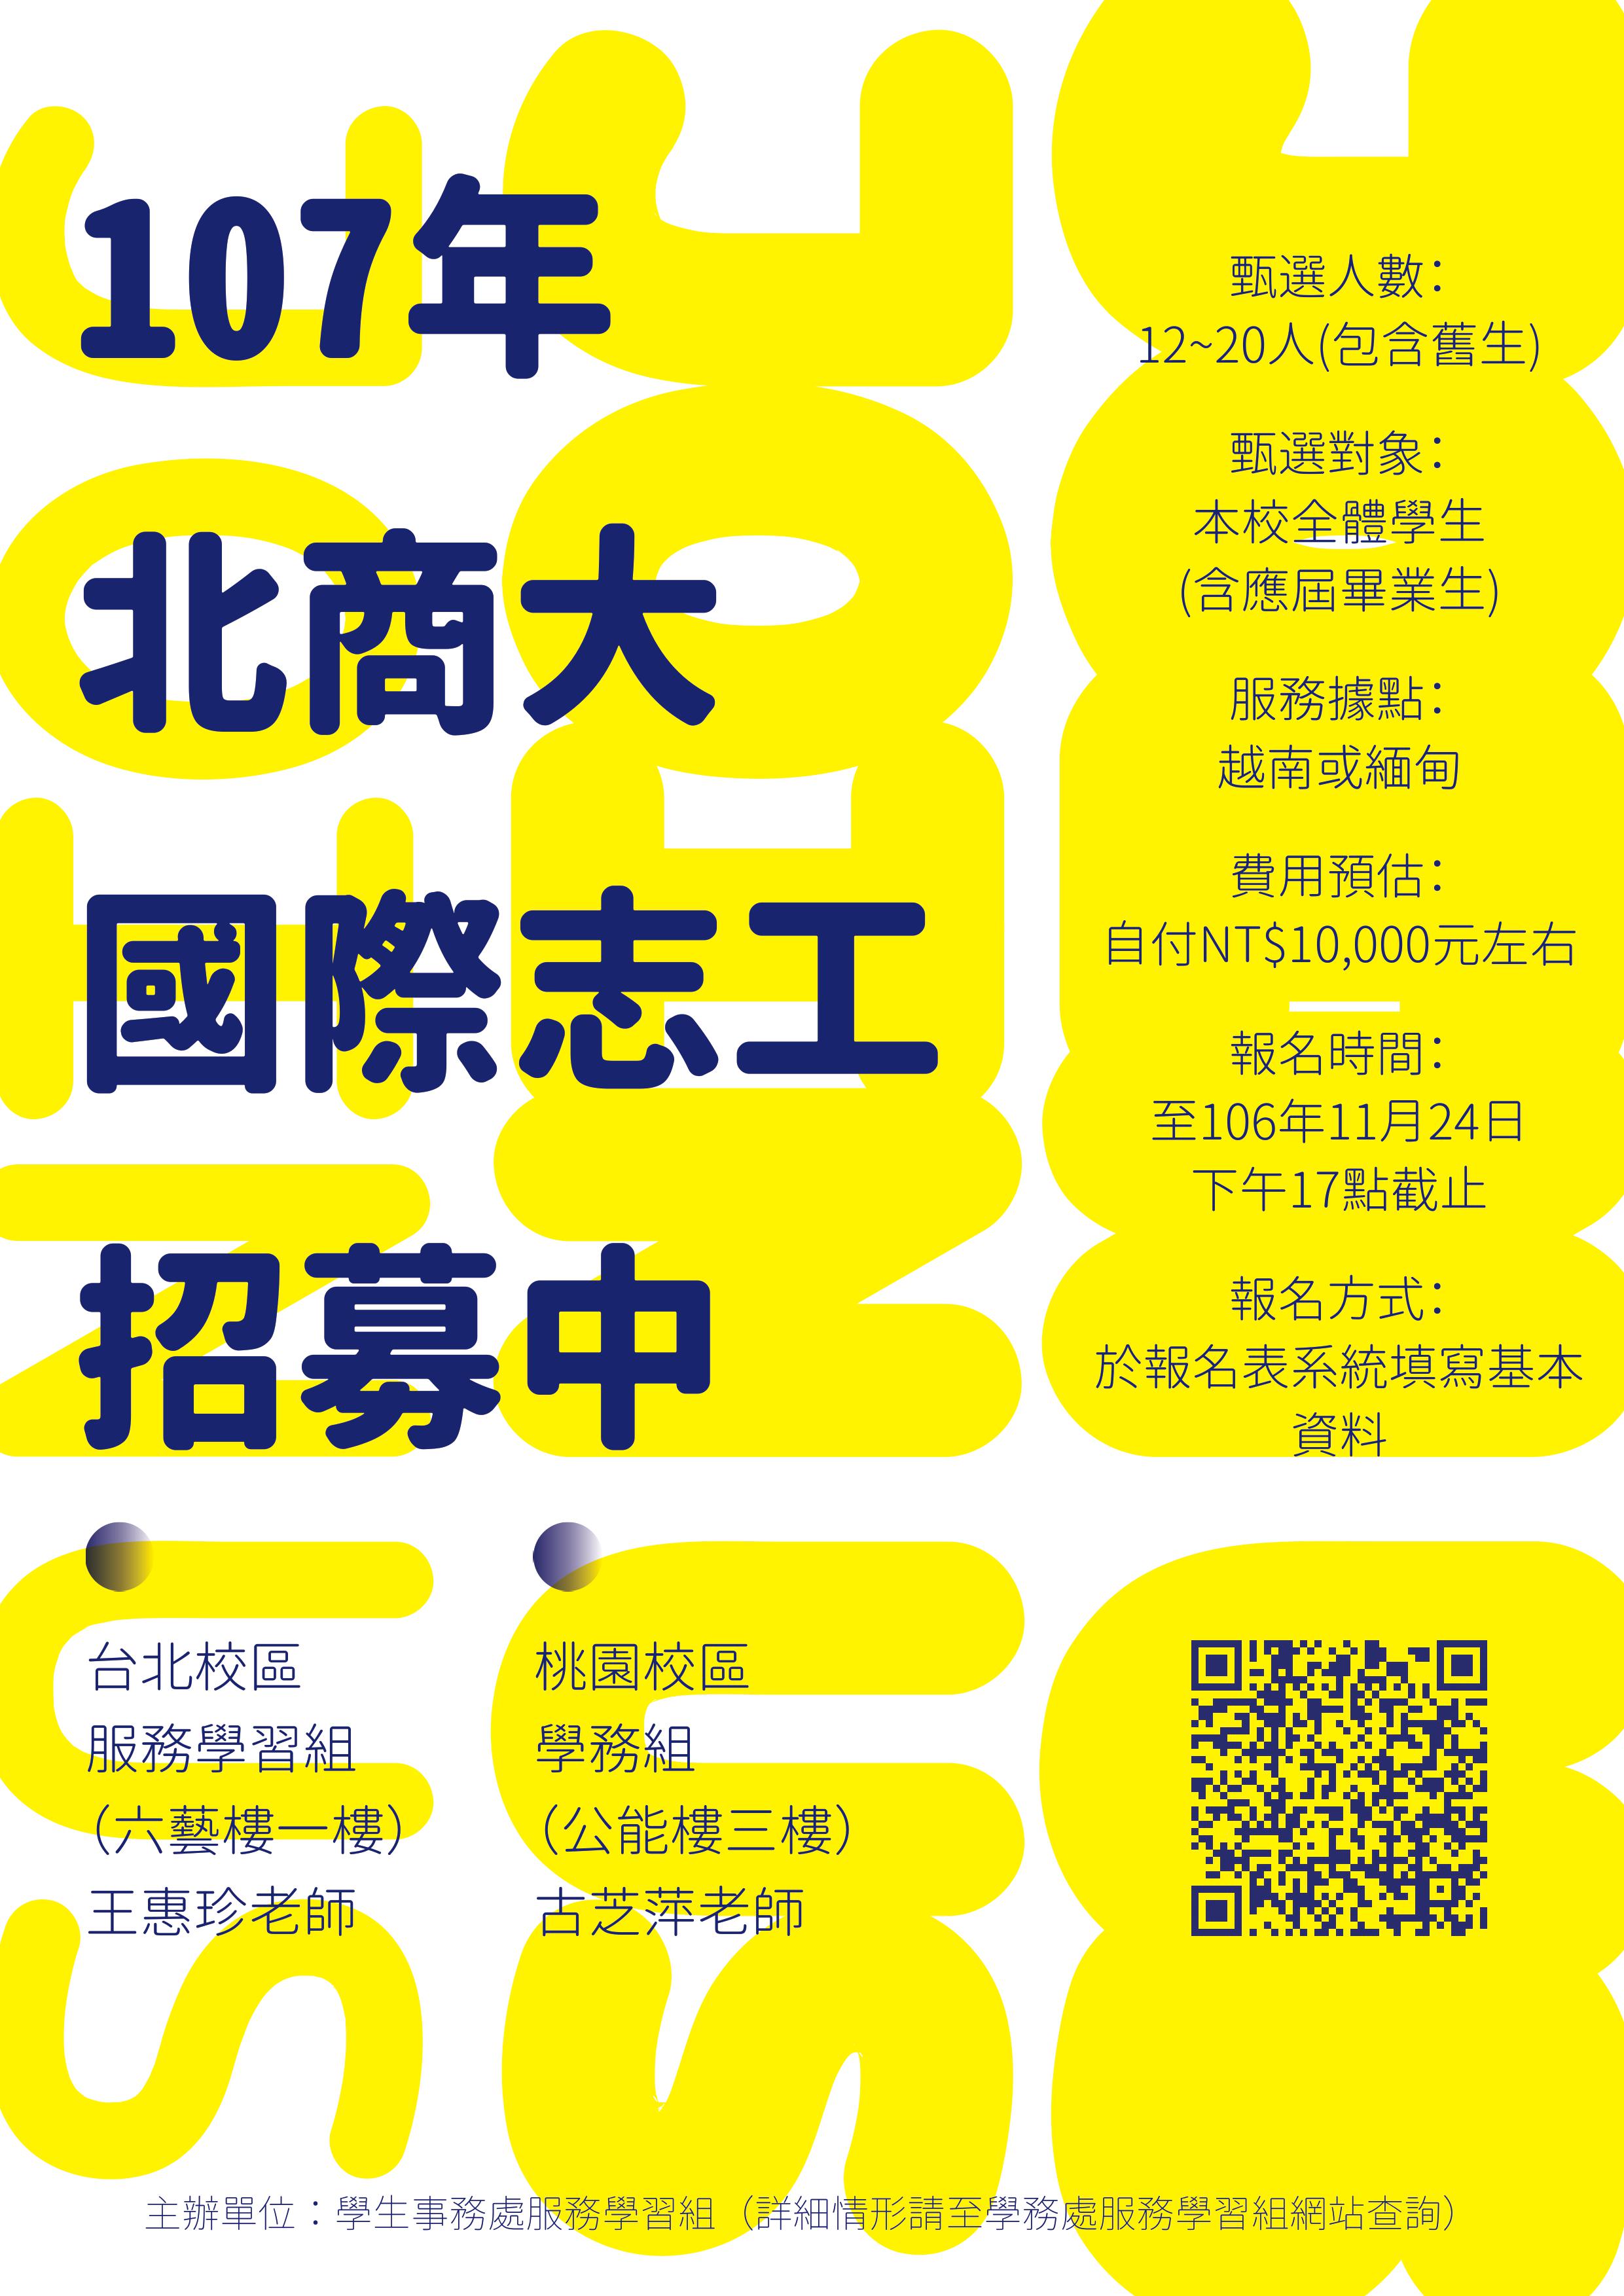 107年
北商大
國際志工
招募中
甄選人數：
12~20人(包含舊生)
甄選對象：
本校全體學生
(含應屆畢業生)
服務據點：
越南或緬甸
費用預估：
自付NT$10,000元左右
報名時間：
至106年11月24日
下午17點截止
報名方式：
於報名表系統填寫基本
資料
台北校區
服務學習組
（六藝樓一樓）
王惠珍老師
桃園校區
學務組
（公能樓三樓）
古芝萍老師
主辦單位：學生事務處服務學習組（詳細情形請至學務處服務學習組網站查詢）